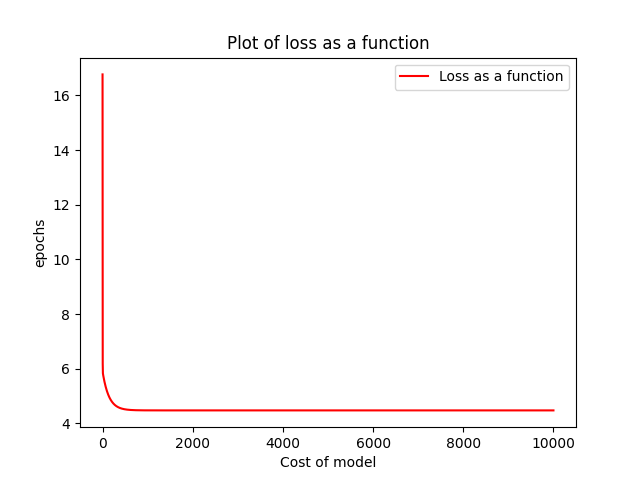 Plot of loss as a function
Loss as a function
16
14
12
10
8
6
4
epochs
0 2000 4000 6000 8000 10000
Cost of model